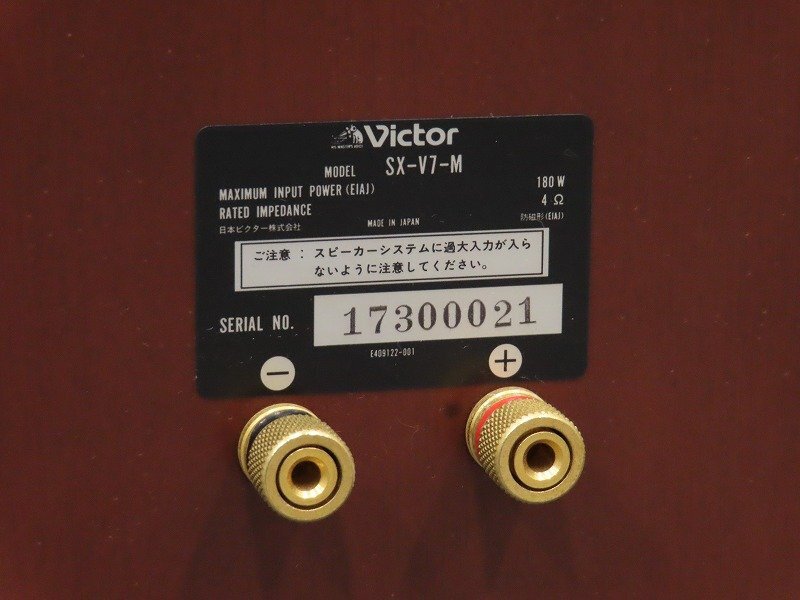 HIS MASTER'S VOICE
Victor
MODEL SX-V7-M
MAXIMUM INPUT POWER (EIAJ) 180 W
RATED IMPEDANCE 4 Ω
日本ビクター株式会社 MADE IN JAPAN 防磁形(EIAJ)
ご注意 : スピーカーシステムに過大入力が入ら
ないように注意してください。
SERIAL NO. 17300021
E409122-001
− +